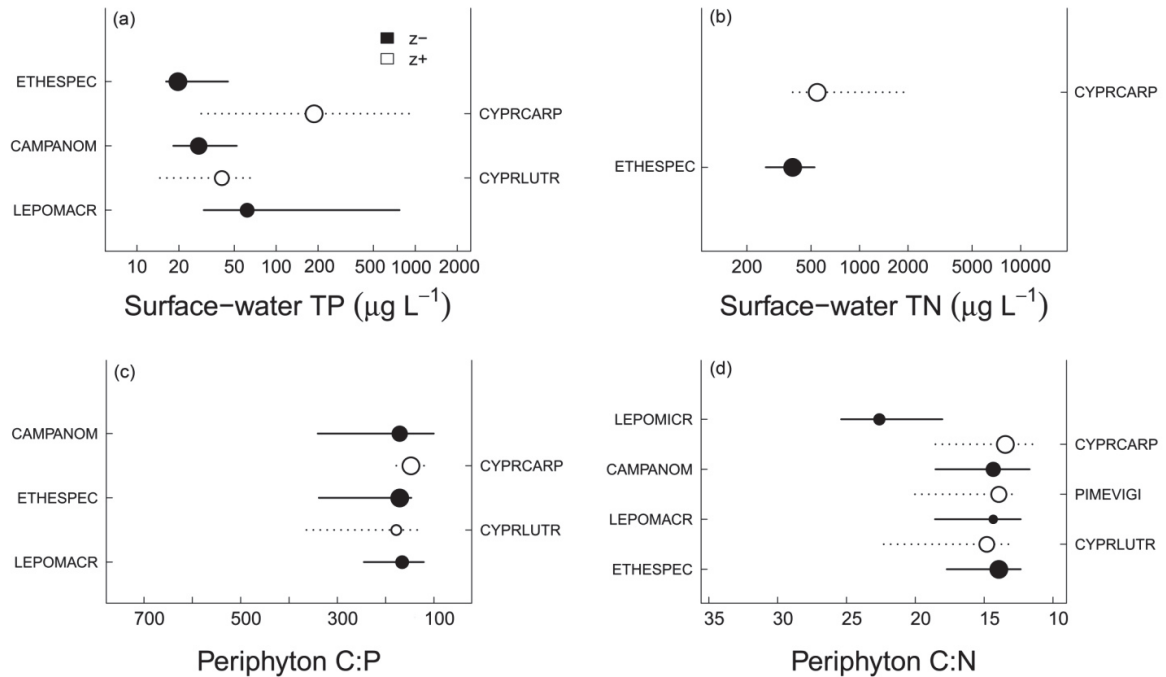 (a)
z−
z+
ETHESPEC
CYPRCARP
CAMPANOM
CYPRLUTR
LEPOMACR
10 20 50 100 200 500 1000 2000
Surface−water TP (μg L⁻¹)
(b)
CYPRCARP
ETHESPEC
200 500 1000 2000 5000 10000
Surface−water TN (μg L⁻¹)
(c)
CAMPANOM
CYPRCARP
ETHESPEC
CYPRLUTR
LEPOMACR
700 500 300 100
Periphyton C:P
(d)
LEPOMICR
CYPRCARP
CAMPANOM
PIMEVIGI
LEPOMACR
CYPRLUTR
ETHESPEC
35 30 25 20 15 10
Periphyton C:N